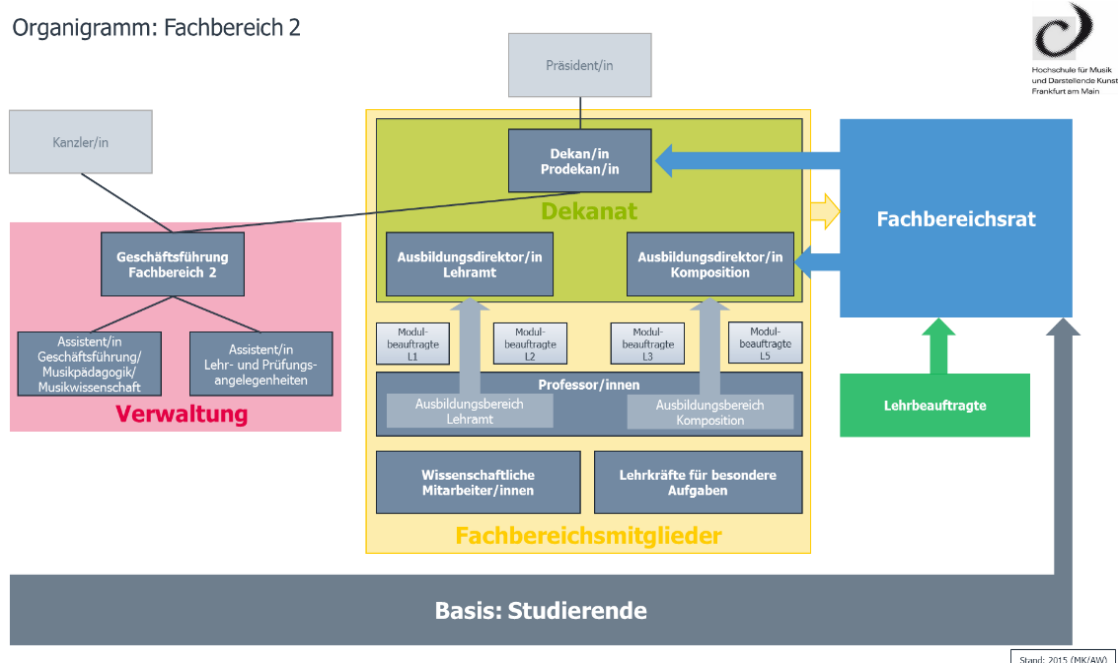 Organigramm: Fachbereich 2
Hochschule für Musik
und Darstellende Kunst
Frankfurt am Main
Präsident/in
Kanzler/in
Dekan/in
Prodekan/in
Dekanat
Fachbereichsrat
Geschäftsführung
Fachbereich 2
Ausbildungsdirektor/in
Lehramt
Ausbildungsdirektor/in
Komposition
Assistent/in
Geschäftsführung/
Musikpädagogik/
Musikwissenschaft
Assistent/in
Lehr- und Prüfungs-
angelegenheiten
Verwaltung
Modul-
beauftragte
L1
Modul-
beauftragte
L2
Modul-
beauftragte
L3
Modul-
beauftragte
L5
Professor/innen
Ausbildungsbereich
Lehramt
Ausbildungsbereich
Komposition
Lehrbeauftragte
Wissenschaftliche
Mitarbeiter/innen
Lehrkräfte für besondere
Aufgaben
Fachbereichsmitglieder
Basis: Studierende
Stand: 2015 (MK/AW)